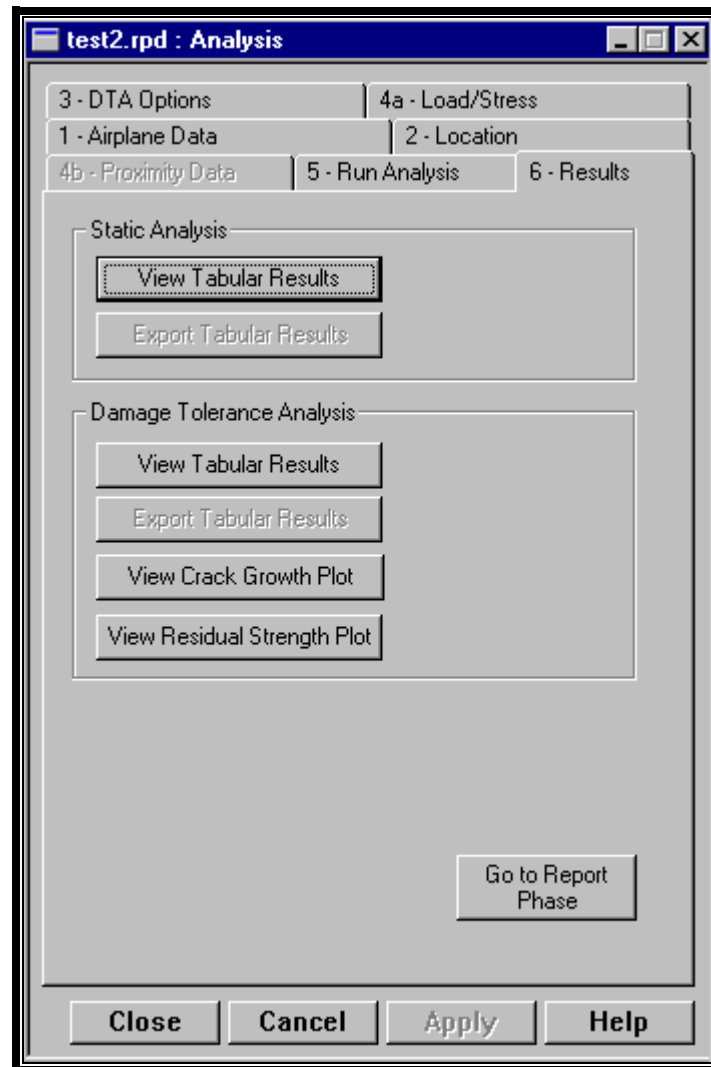 test2.rpd : Analysis
3 - DTA Options
4a - Load/Stress
1 - Airplane Data
2 - Location
4b - Proximity Data
5 - Run Analysis
6 - Results
Static Analysis
View Tabular Results
Export Tabular Results
Damage Tolerance Analysis
View Tabular Results
Export Tabular Results
View Crack Growth Plot
View Residual Strength Plot
Go to Report
Phase
Close
Cancel
Apply
Help